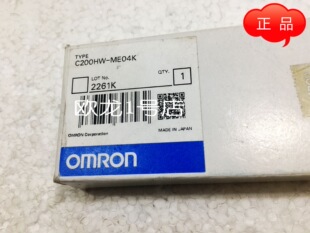 正品
TYPE
C200HW-ME04K
LOT No.
QTY.
2261K
1
欧龙1号店
OMRON Corporation
MADE IN JAPAN
OMRON